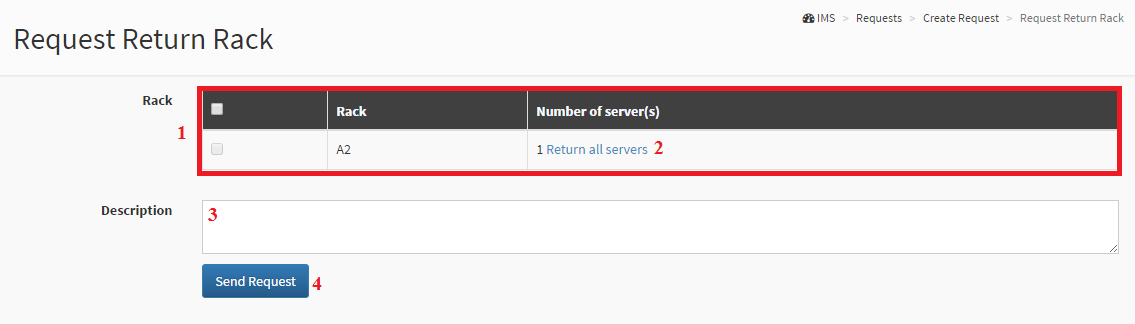 IMS > Requests > Create Request > Request Return Rack
Request Return Rack
Rack
1
Rack Number of server(s)
A2 1 Return all servers 2
Description
3
Send Request 4